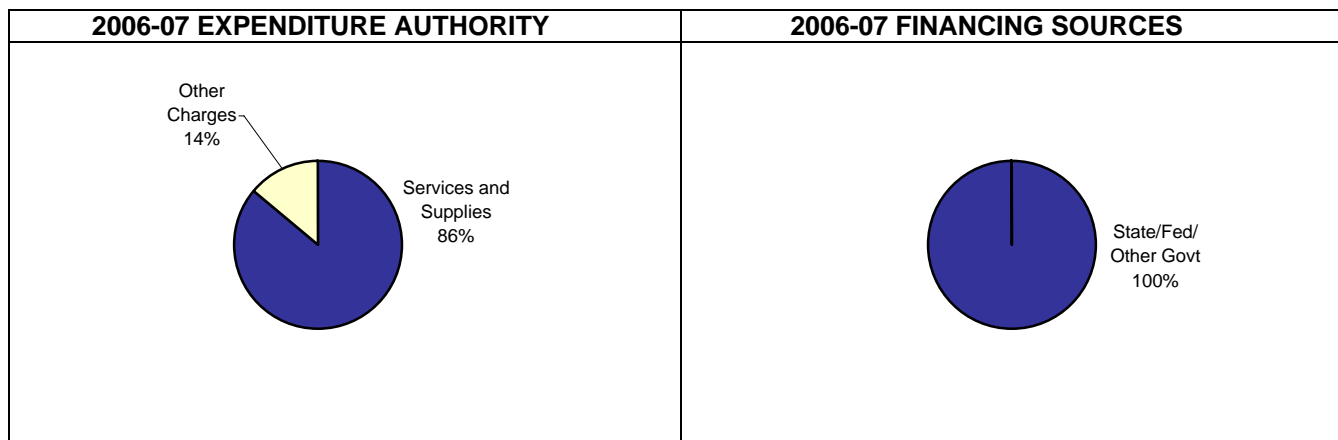 2006-07 EXPENDITURE AUTHORITY
Other
Charges
14%
Services and
Supplies
86%
2006-07 FINANCING SOURCES
State/Fed/
Other Govt
100%